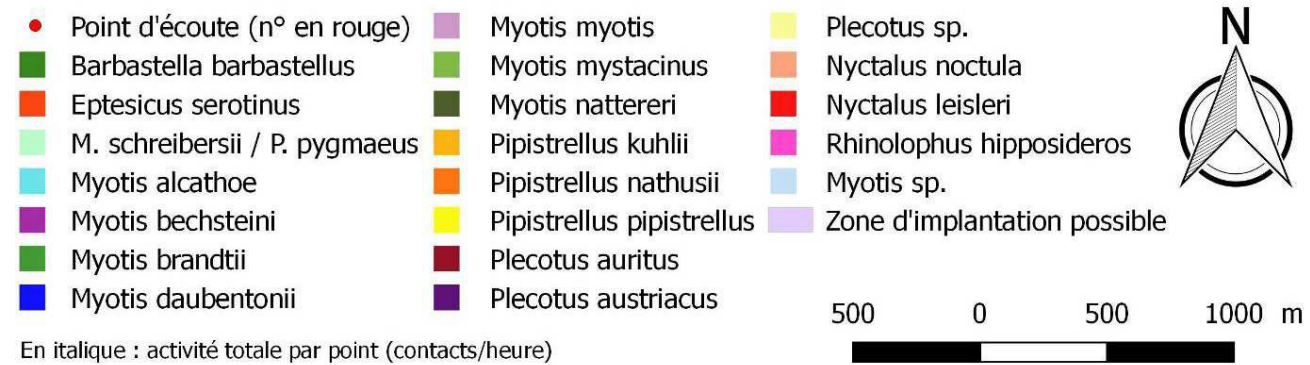 Point d'écoute (n° en rouge)
Barbastella barbastellus
Eptesicus serotinus
M. schreibersii / P. pygmaeus
Myotis alcathoe
Myotis bechsteini
Myotis brandtii
Myotis daubentonii
Myotis myotis
Myotis mystacinus
Myotis nattereri
Pipistrellus kuhlii
Pipistrellus nathusii
Pipistrellus pipistrellus
Plecotus auritus
Plecotus austriacus
Plecotus sp.
Nyctalus noctula
Nyctalus leisleri
Rhinolophus hipposideros
Myotis sp.
Zone d'implantation possible
N
500 0 500 1000 m
En italique : activité totale par point (contacts/heure)